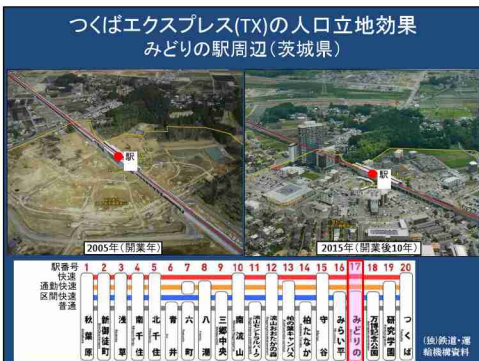 つくばエクスプレス(TX)の人口立地効果
みどりの駅周辺(茨城県)
駅
駅
2005年(開業年)
2015年(開業後10年)
駅番号 1 2 3 4 5 6 7 8 9 10 11 12 13 14 15 16 17 18 19 20
快速
通勤快速
区間快速
普通
秋葉原
新御徒町
浅草
南千住
北千住
青井
六町
八潮
三郷中央
南流山
流山セントラルパーク
流山おおたかの森
柏の葉キャンパス
柏たなか
守谷
みらい平
みどりの
万博記念公園
研究学園
つくば
(独)鉄道・運
輸機構資料